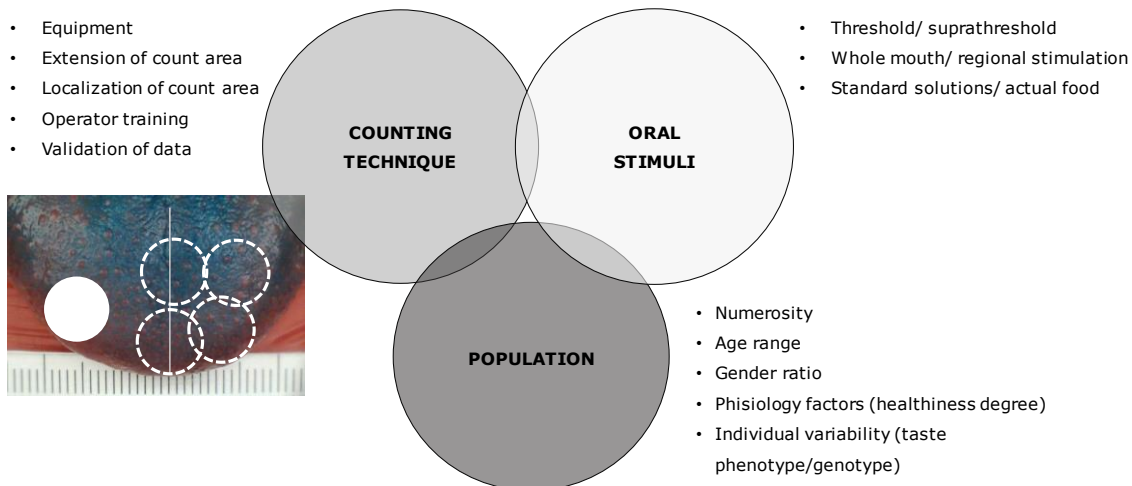 • Equipment
• Extension of count area
• Localization of count area
• Operator training
• Validation of data
COUNTING
TECHNIQUE
ORAL
STIMULI
• Threshold/ suprathreshold
• Whole mouth/ regional stimulation
• Standard solutions/ actual food
POPULATION
• Numerosity
• Age range
• Gender ratio
• Phisiology factors (healthiness degree)
• Individual variability (taste
phenotype/genotype)